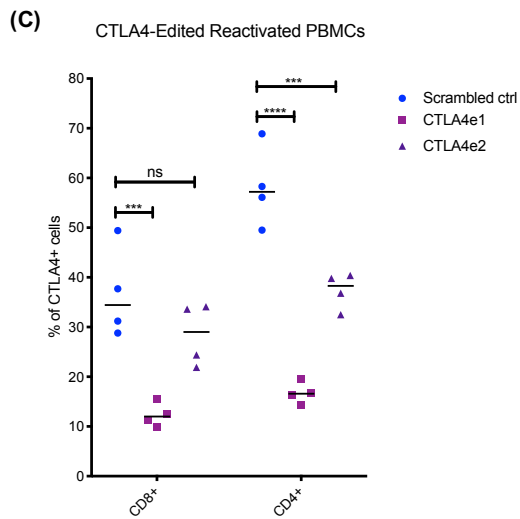 (C)
CTLA4-Edited Reactivated PBMCs
% of CTLA4+ cells
80
70
60
50
40
30
20
10
0
ns
***
***
****
CD8+
CD4+
Scrambled ctrl
CTLA4e1
CTLA4e2